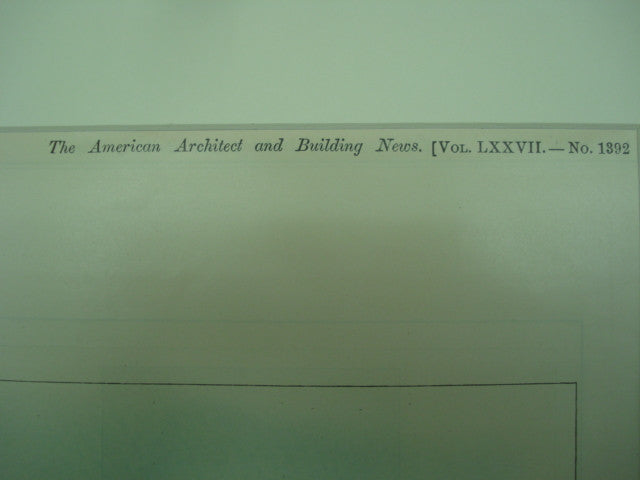 The American Architect and Building News. [VOL. LXXVII.—No. 1392